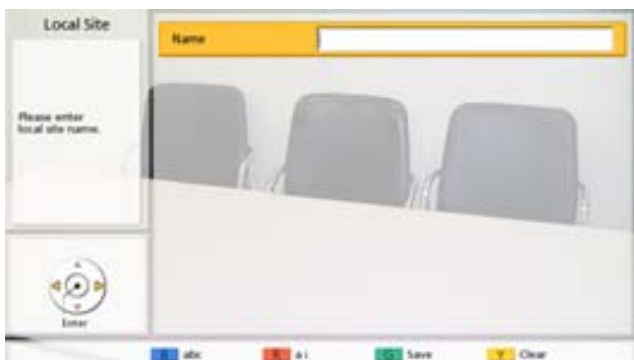 Local Site
Name
Please enter
local site name.
Enter
B abc
R a i
G Save
Y Clear